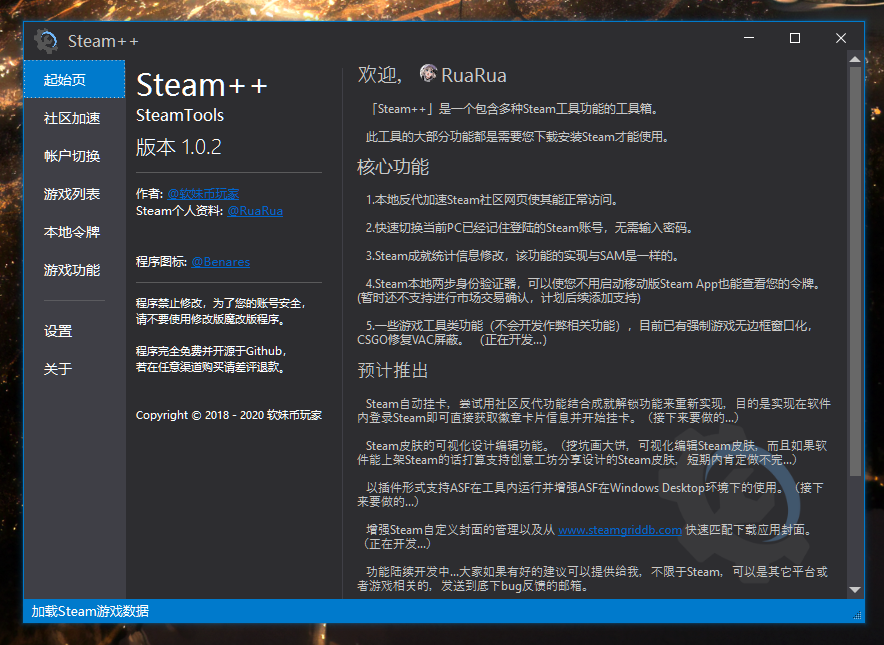 Steam++
起始页
社区加速
帐户切换
游戏列表
本地令牌
游戏功能
设置
关于
Steam++
SteamTools
版本 1.0.2
作者: @软妹币玩家
Steam个人资料: @RuaRua
程序图标: @Benares
程序禁止修改，为了您的账号安全，
请不要使用修改版魔改版程序。
程序完全免费并开源于Github，
若在任意渠道购买请差评退款。
Copyright © 2018 - 2020 软妹币玩家
欢迎, RuaRua
「Steam++」是一个包含多种Steam工具功能的工具箱。
此工具的大部分功能都是需要您下载安装Steam才能使用。
核心功能
1.本地反代加速Steam社区网页使其能正常访问。
2.快速切换当前PC已经记住登陆的Steam账号，无需输入密码。
3.Steam成就统计信息修改，该功能的实现与SAM是一样的。
4.Steam本地两步身份验证器，可以使您不用启动移动版Steam App也能查看您的令牌。
(暂时还不支持进行市场交易确认，计划后续添加支持)
5.一些游戏工具类功能（不会开发作弊相关功能），目前已有强制游戏无边框窗口化，
CSGO修复VAC屏蔽。（正在开发...）
预计推出
Steam自动挂卡，尝试用社区反代功能结合成就解锁功能来重新实现，目的是实现在软件
内登录Steam即可直接获取徽章卡片信息并开始挂卡。（接下来要做的...）
Steam皮肤的可视化设计编辑功能。（挖坑画大饼，可视化编辑Steam皮肤，而且如果软
件能上架Steam的话打算支持创意工坊分享设计的Steam皮肤，短期内肯定做不完...）
以插件形式支持ASF在工具内运行并增强ASF在Windows Desktop环境下的使用。（接下
来要做的...）
增强Steam自定义封面的管理以及从 www.steamgriddb.com 快速匹配下载应用封面。
（正在开发...）
功能陆续开发中...大家如果有好的建议可以提供给我，不限于Steam，可以是其它平台或
者游戏相关的，发送到底下bug反馈的邮箱。
加载Steam游戏数据